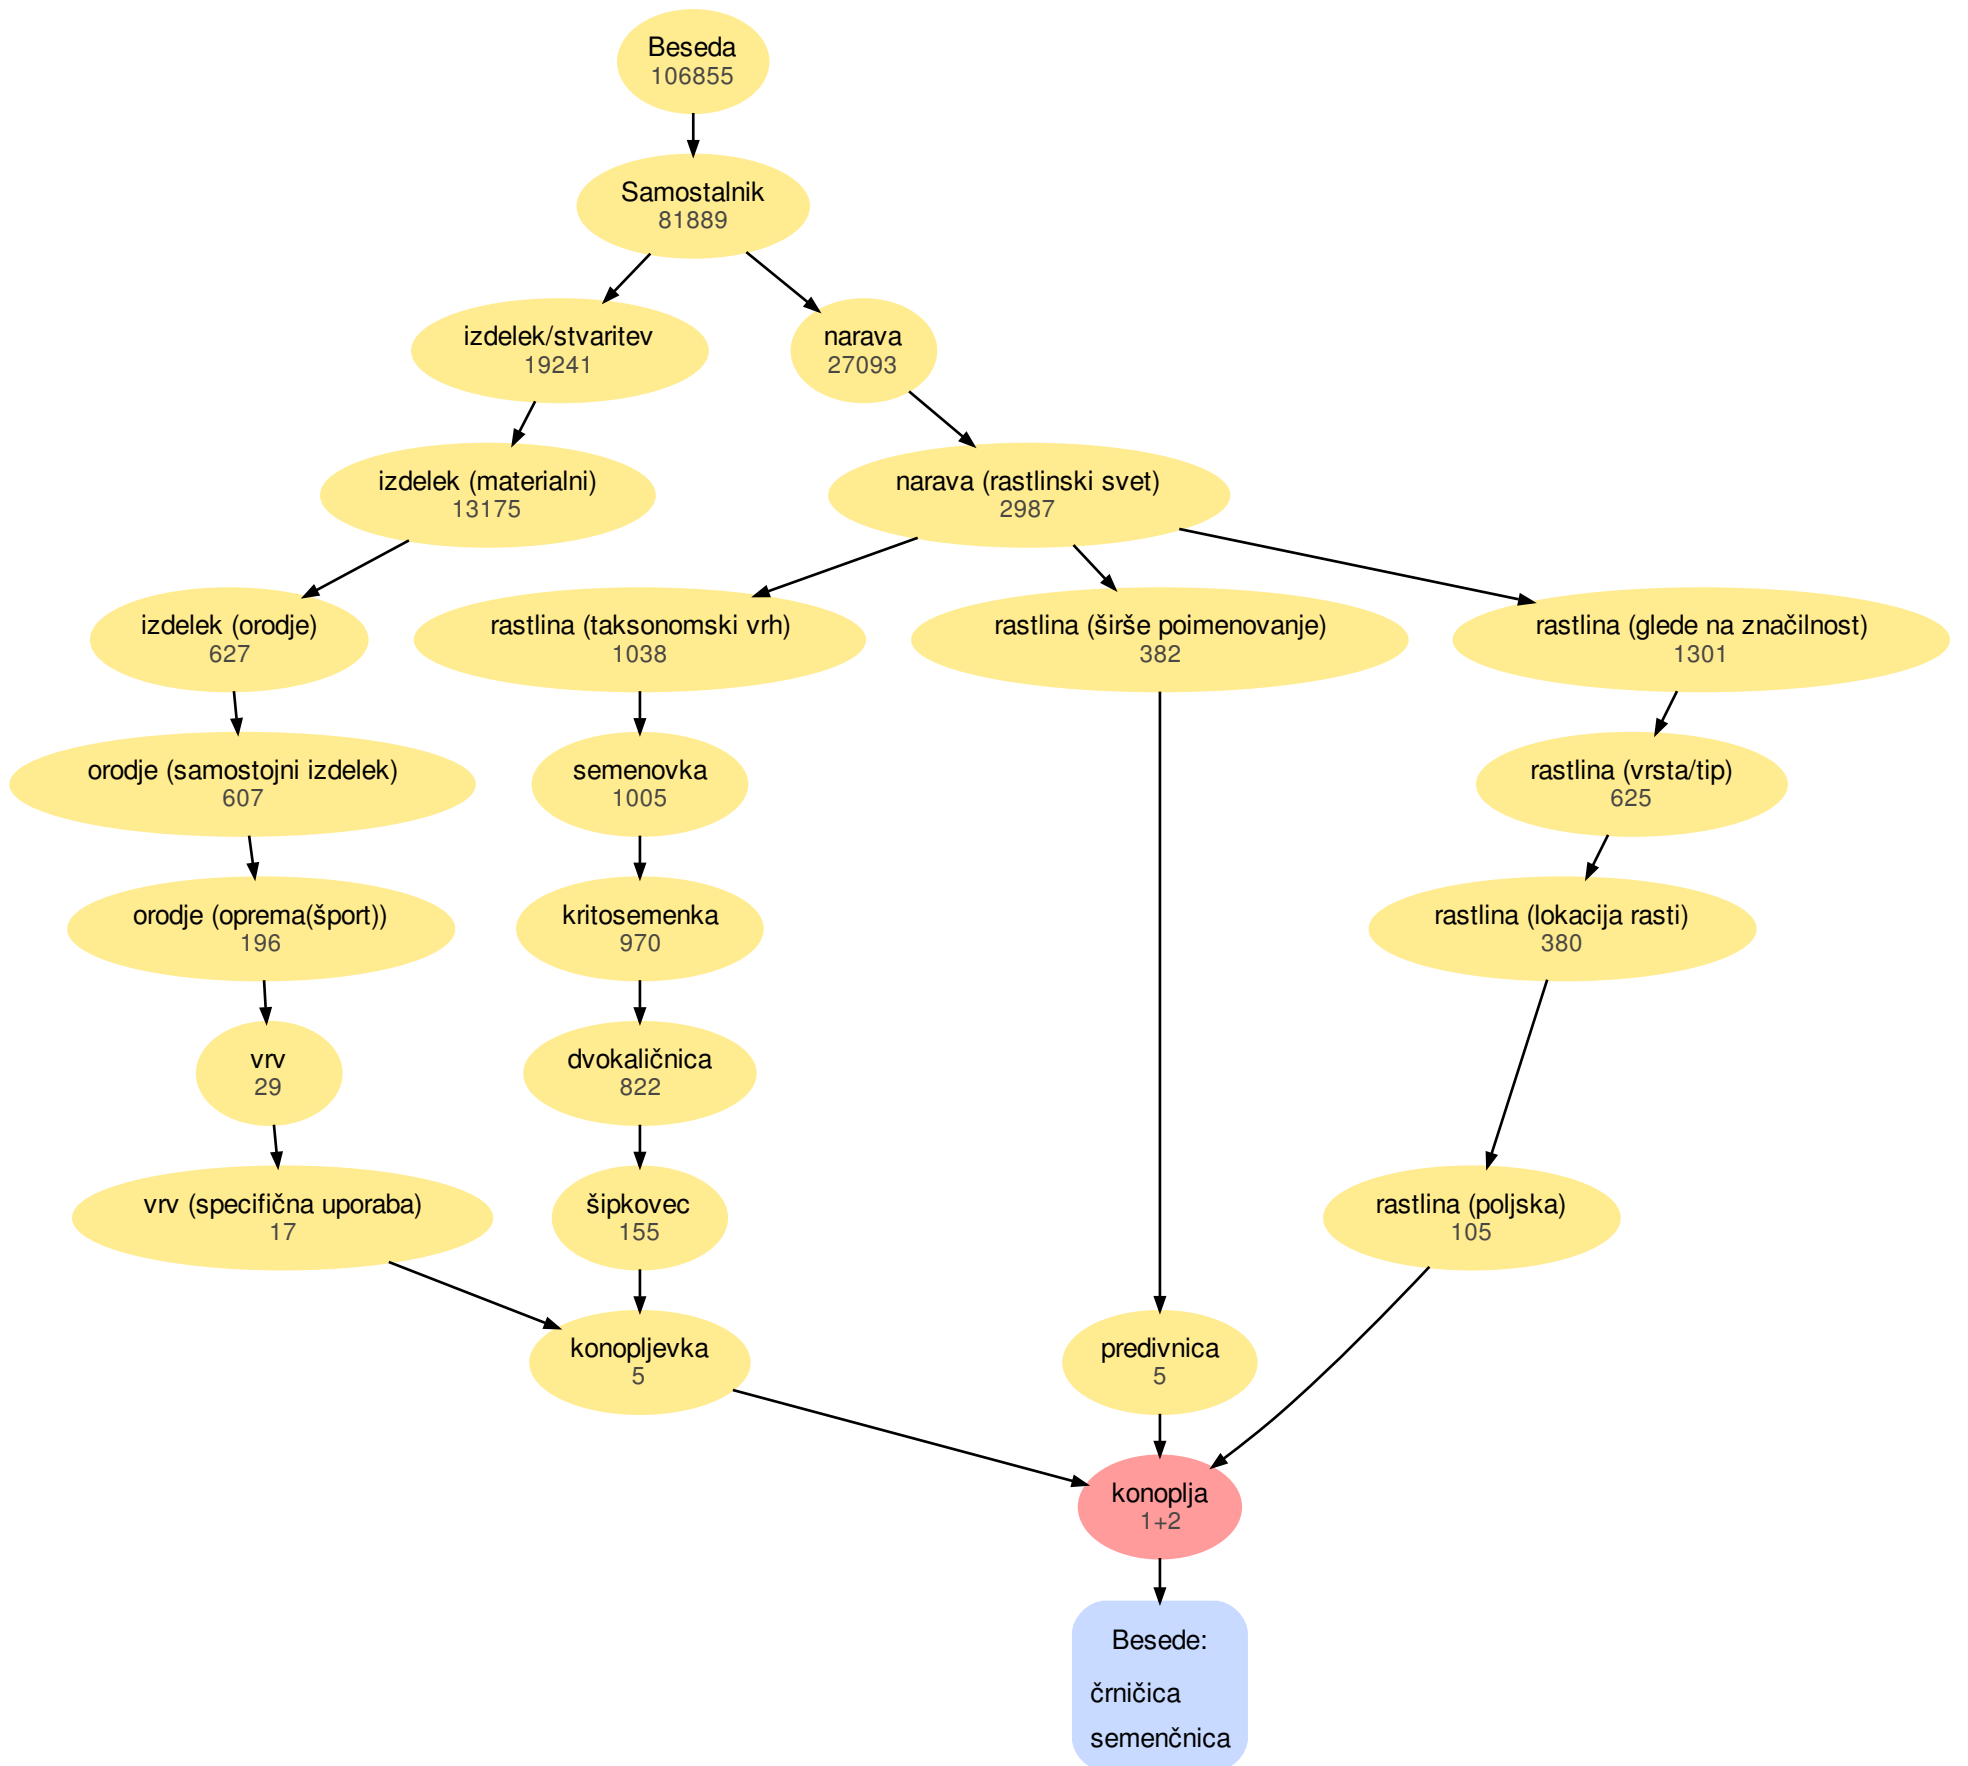 Beseda
106855
Samostalnik
81889
izdelek/stvaritev
19241
narava
27093
izdelek (materialni)
13175
narava (rastlinski svet)
2987
izdelek (orodje)
627
rastlina (taksonomski vrh)
1038
rastlina (širše poimenovanje)
382
rastlina (glede na značilnost)
1301
orodje (samostojni izdelek)
607
semenovka
1005
rastlina (vrsta/tip)
625
orodje (oprema(šport))
196
kritosemenka
970
rastlina (lokacija rasti)
380
vrv
29
dvokaličnica
822
vrv (specifična uporaba)
17
šipkovec
155
rastlina (poljska)
105
konopljevka
5
predivnica
5
konoplja
1+2
Besede:
črničica
semenčnica